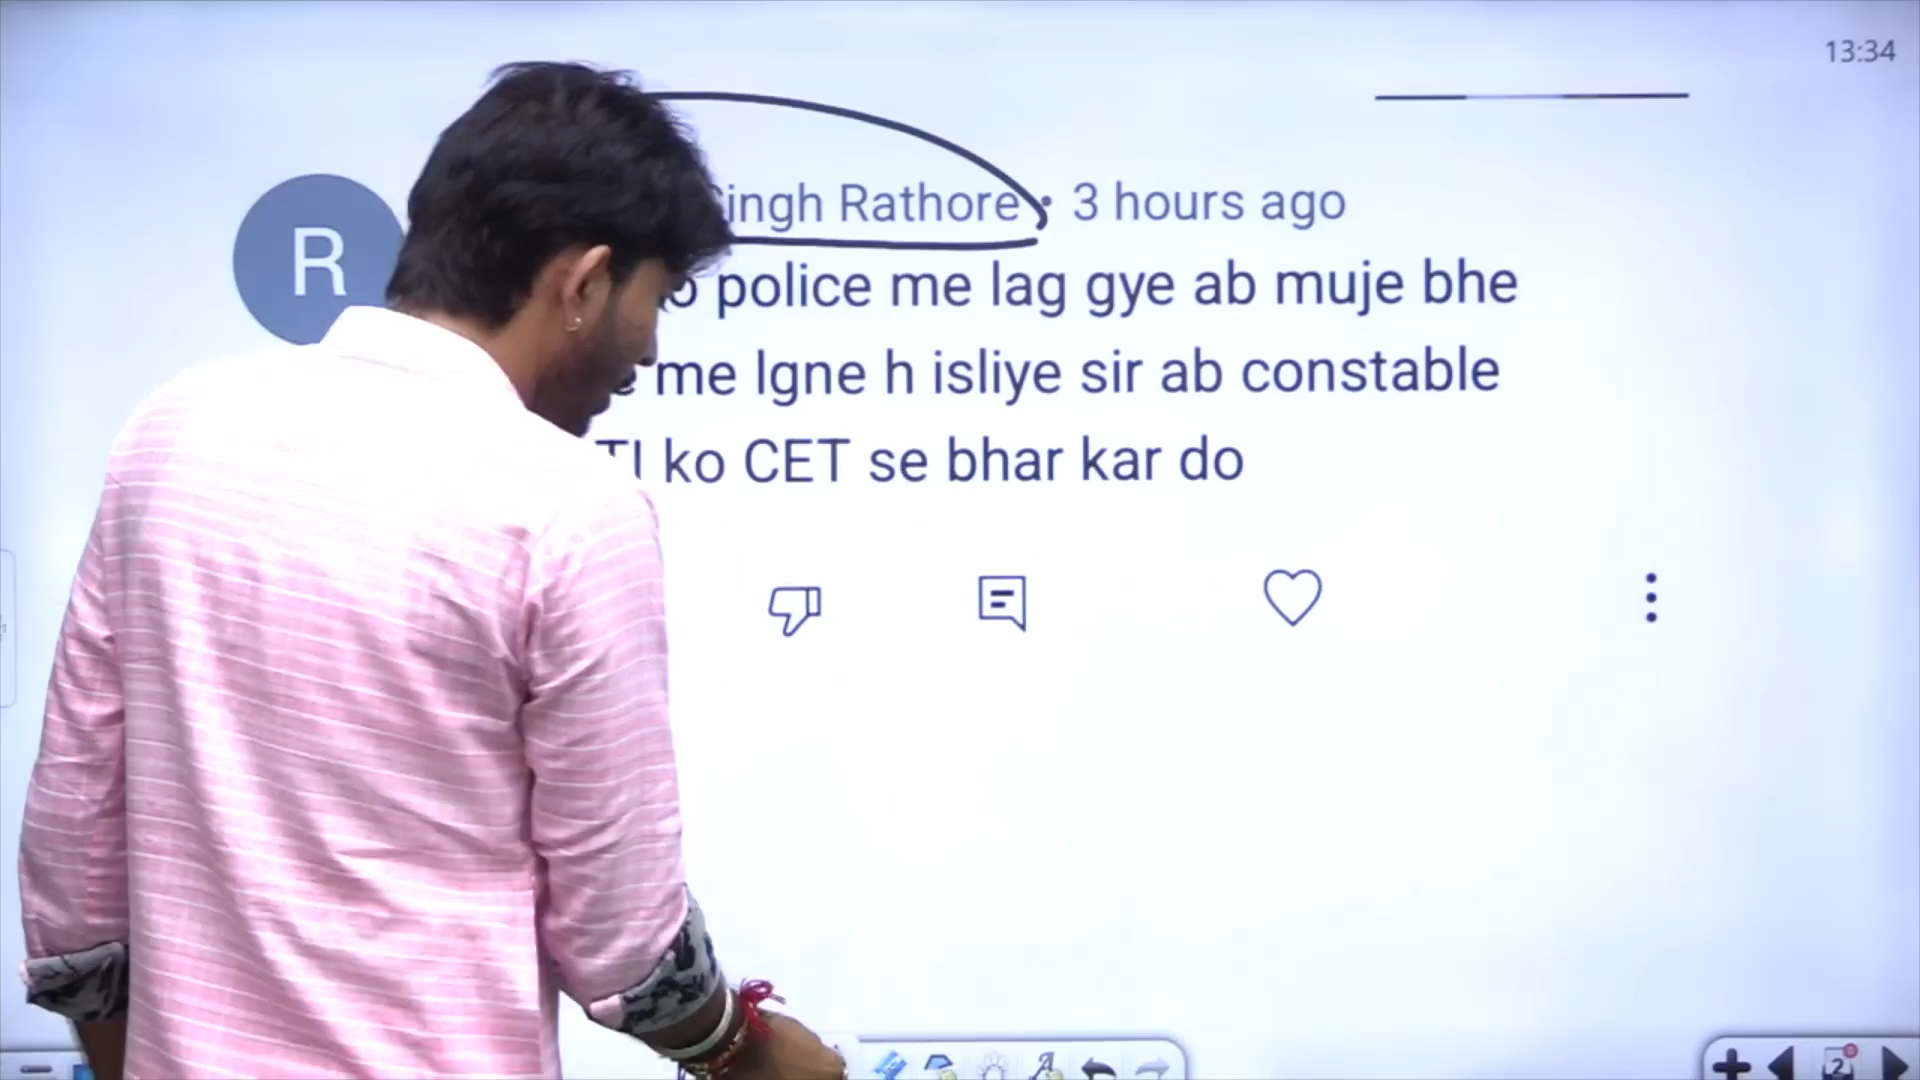 13:34
R
Singh Rathore • 3 hours ago
police me lag gye ab muje bhe
me lgne h isliye sir ab constable
ko CET se bhar kar do
2